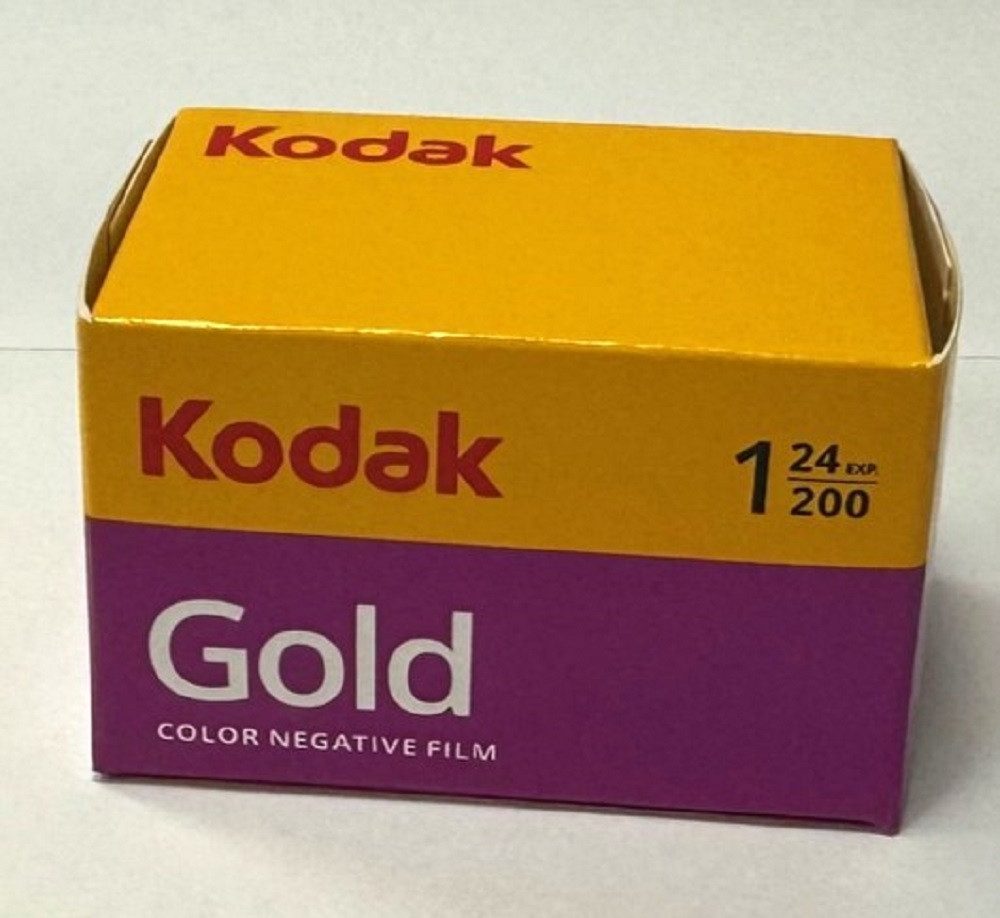 Kodak
Kodak
1 24 EXP.
200
Gold
COLOR NEGATIVE FILM